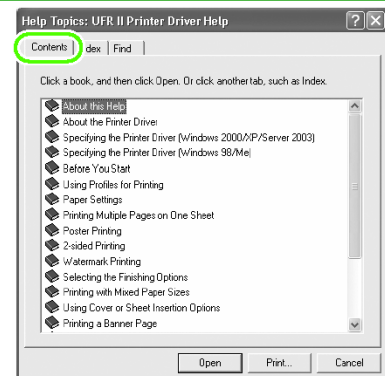 Help Topics: UFR II Printer Driver Help
Contents dex Find
Click a book, and then click Open. Or click another tab, such as Index.
About this Help
About the Printer Driver
Specifying the Printer Driver (Windows 2000/XP/Server 2003)
Specifying the Printer Driver (Windows 98/Me)
Before You Start
Using Profiles for Printing
Paper Settings
Printing Multiple Pages on One Sheet
Poster Printing
2-sided Printing
Watermark Printing
Selecting the Finishing Options
Printing with Mixed Paper Sizes
Using Cover or Sheet Insertion Options
Printing a Banner Page
Open Print... Cancel